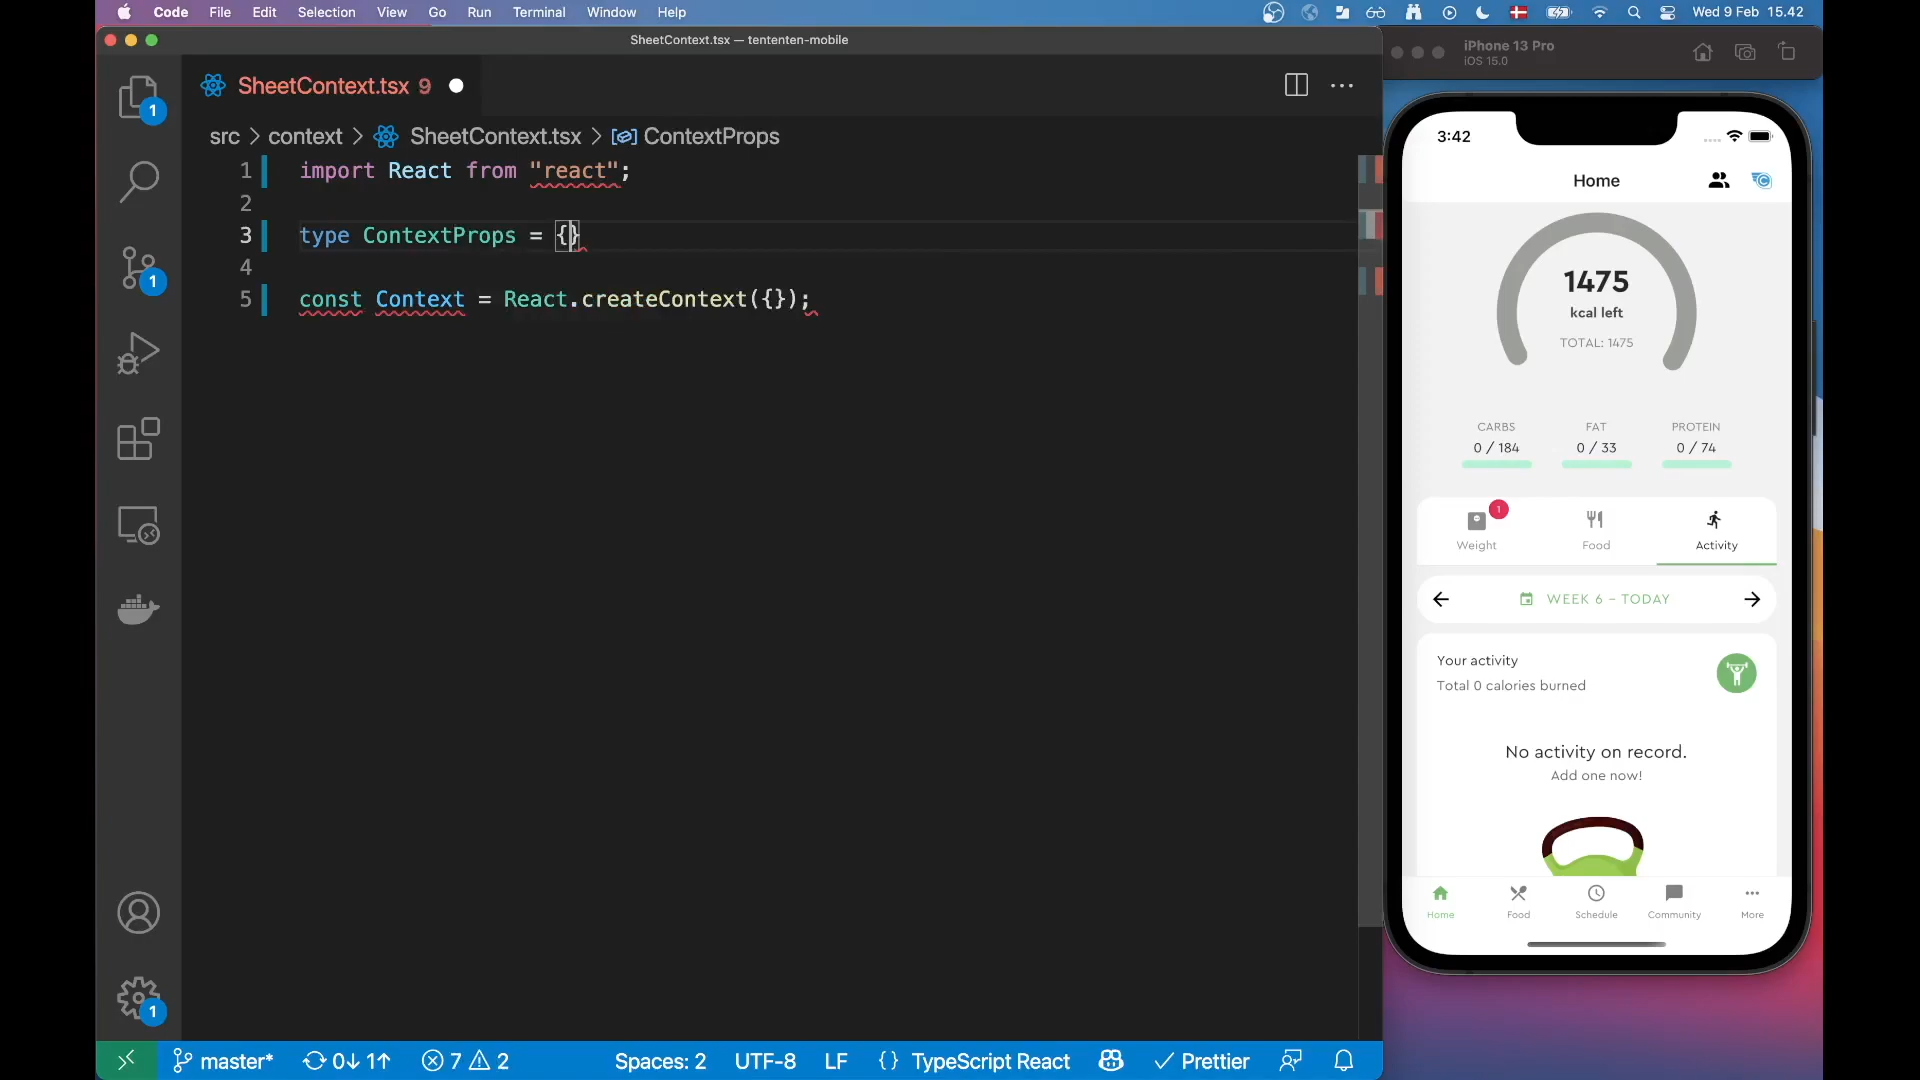 Code File Edit Selection View Go Run Terminal Window Help Wed 9 Feb 15.42
SheetContext.tsx — tententen-mobile
SheetContext.tsx 9
src > context > SheetContext.tsx > ContextProps
1 import React from "react";
2
3 type ContextProps = {}
4
5 const Context = React.createContext({});
1
1
1
master* 0↓ 1↑ 7 2 Spaces: 2 UTF-8 LF {} TypeScript React Prettier
iPhone 13 Pro
iOS 15.0
3:42
Home
1475
kcal left
TOTAL: 1475
CARBS FAT PROTEIN
0 / 184 0 / 33 0 / 74
1
Weight Food Activity
WEEK 6 - TODAY
Your activity
Total 0 calories burned
No activity on record.
Add one now!
Home Food Schedule Community More